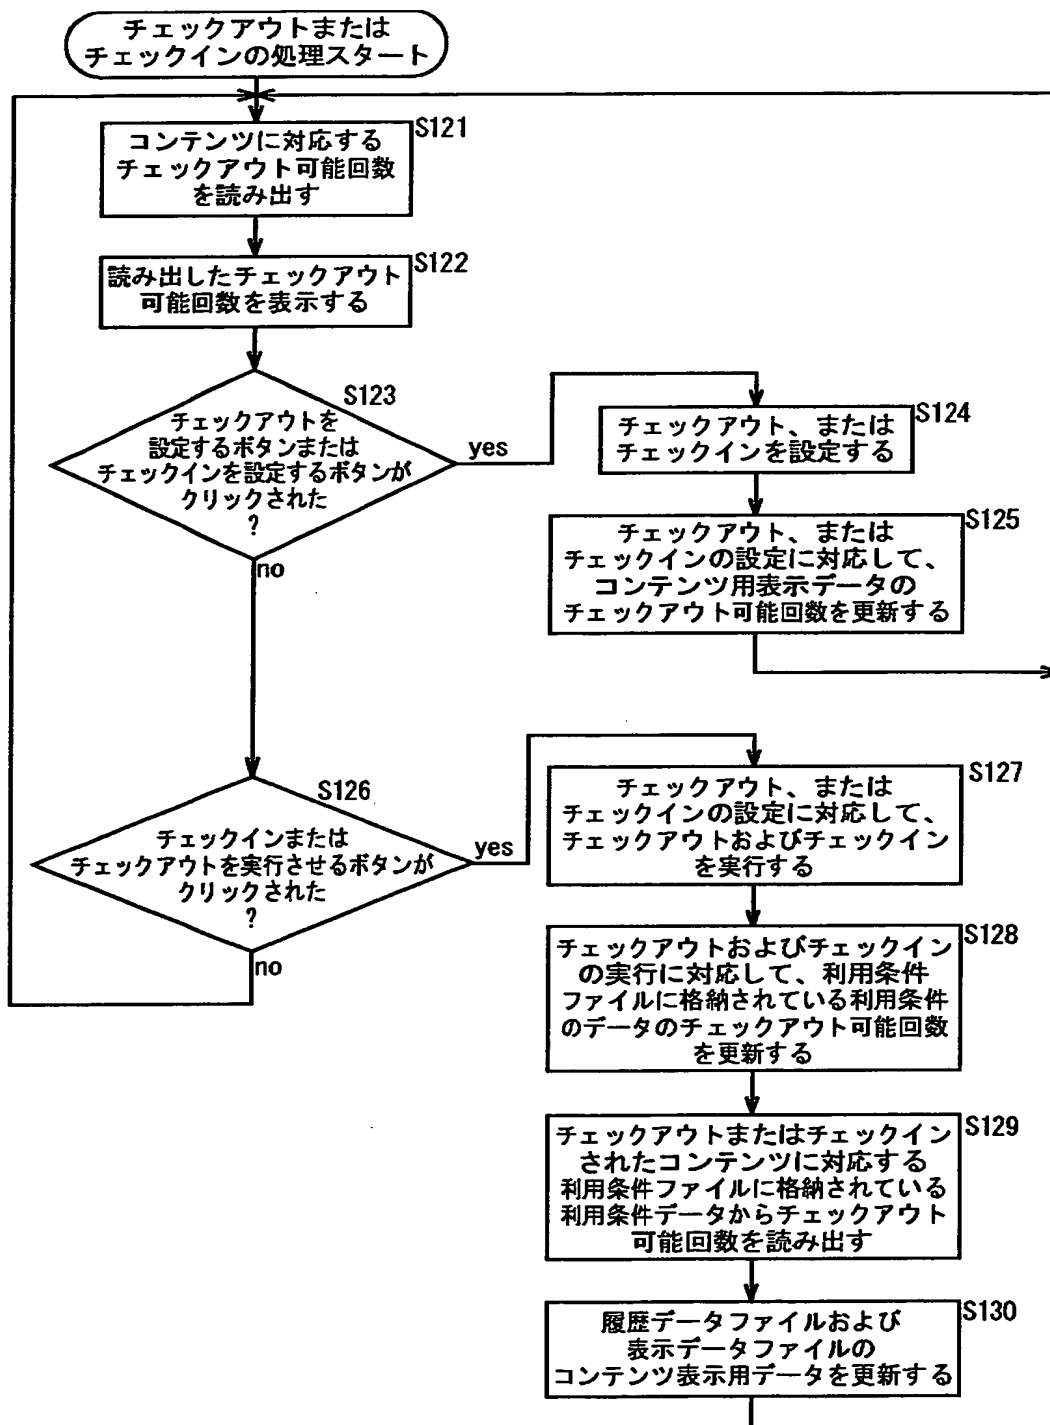 チェックアウトまたは
チェックインの処理スタート
S121
コンテンツに対応する
チェックアウト可能回数
を読み出す
S122
読み出したチェックアウト
可能回数を表示する
S123
チェックアウトを
設定するボタンまたは
チェックインを設定するボタンが
クリックされた
?
yes
no
S124
チェックアウト、または
チェックインを設定する
S125
チェックアウト、または
チェックインの設定に対応して、
コンテンツ用表示データの
チェックアウト可能回数を更新する
S126
チェックインまたは
チェックアウトを実行させるボタンが
クリックされた
?
yes
no
S127
チェックアウト、または
チェックインの設定に対応して、
チェックアウトおよびチェックイン
を実行する
S128
チェックアウトおよびチェックイン
の実行に対応して、利用条件
ファイルに格納されている利用条件
のデータのチェックアウト可能回数
を更新する
S129
チェックアウトまたはチェックイン
されたコンテンツに対応する
利用条件ファイルに格納されている
利用条件データからチェックアウト
可能回数を読み出す
S130
履歴データファイルおよび
表示データファイルの
コンテンツ表示用データを更新する